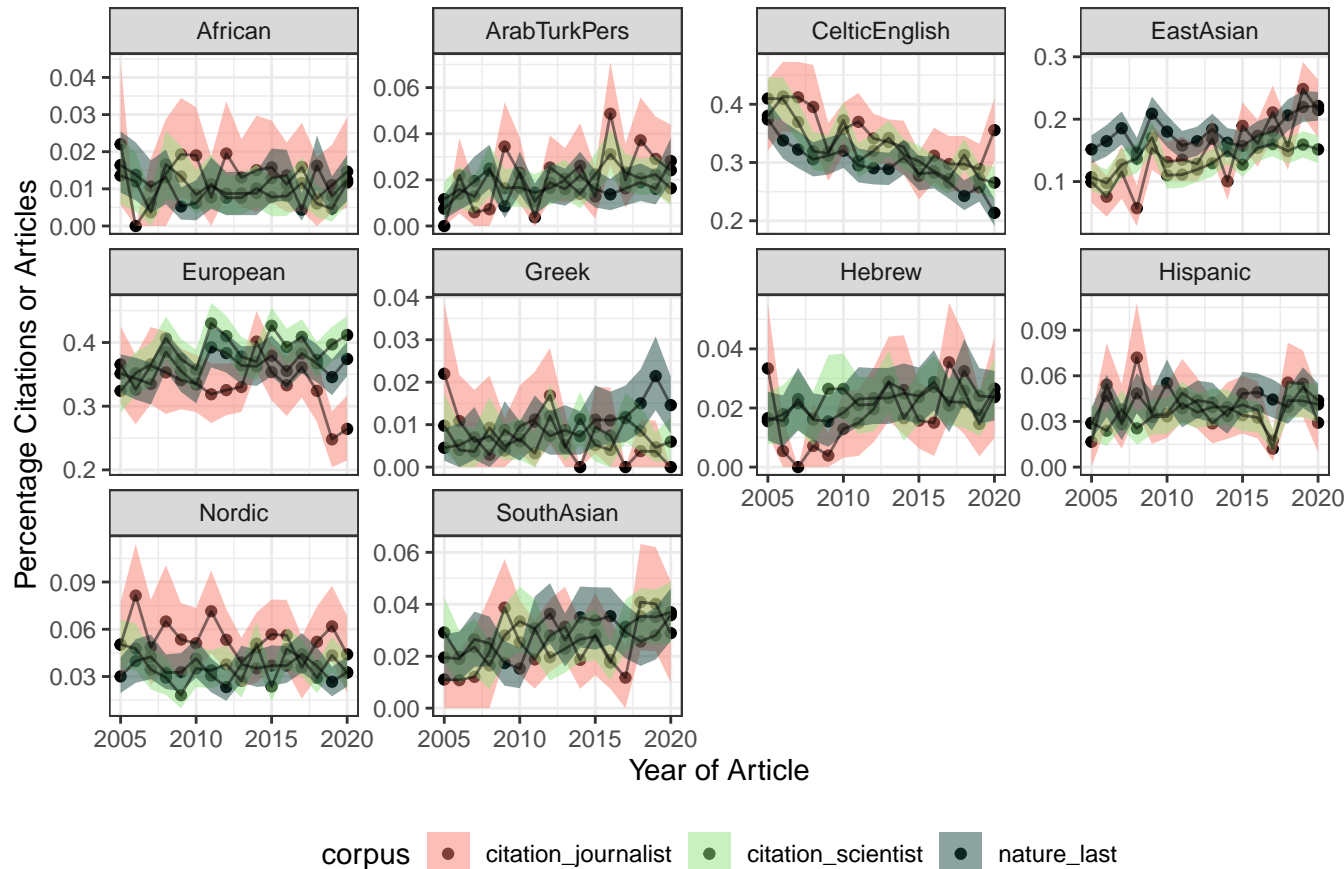 African ArabTurkPers CelticEnglish EastAsian
0.04 0.06 0.4 0.3
0.03 0.04 0.3 0.2
0.02 0.02 0.2 0.1
0.01 0.00
0.00
European Greek Hebrew Hispanic
0.4 0.04 0.04 0.09
0.3 0.03 0.02 0.06
0.2 0.02 0.00 0.03
0.01 0.00
0.00
2005 2010 2015 2020 2005 2010 2015 2020
Nordic SouthAsian
0.09 0.06
0.06 0.04
0.03 0.02
0.00
2005 2010 2015 2020 2005 2010 2015 2020
Percentage Citations or Articles
Year of Article
corpus citation_journalist citation_scientist nature_last